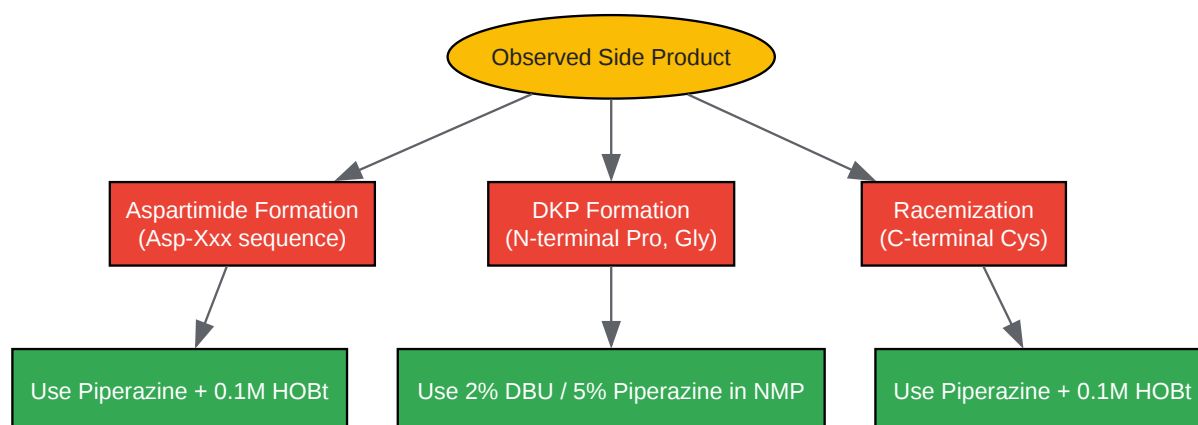 Observed Side Product
Aspartimide Formation
(Asp-Xxx sequence)
DKP Formation
(N-terminal Pro, Gly)
Racemization
(C-terminal Cys)
Use Piperazine + 0.1M HOBt
Use 2% DBU / 5% Piperazine in NMP
Use Piperazine + 0.1M HOBt